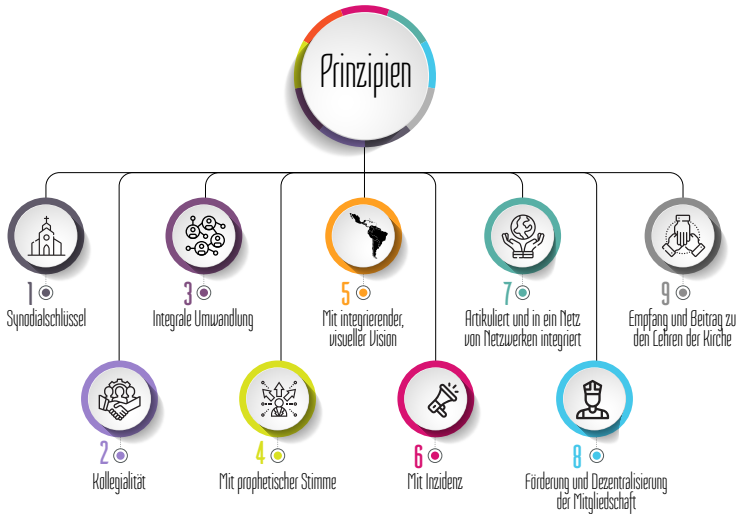 Prinzipien
1
Synodialschlüssel
2
Kollegialität
3
Integrale Umwandlung
4
Mit prophetischer Stimme
5
Mit integrierender,
visueller Vision
6
Mit Inzidenz
7
Artikuliert und in ein Netz
von Netzwerken integriert
8
Förderung und Dezentralisierung
der Mitgliedschaft
9
Empfang und Beitrag zu
den Lehren der Kirche